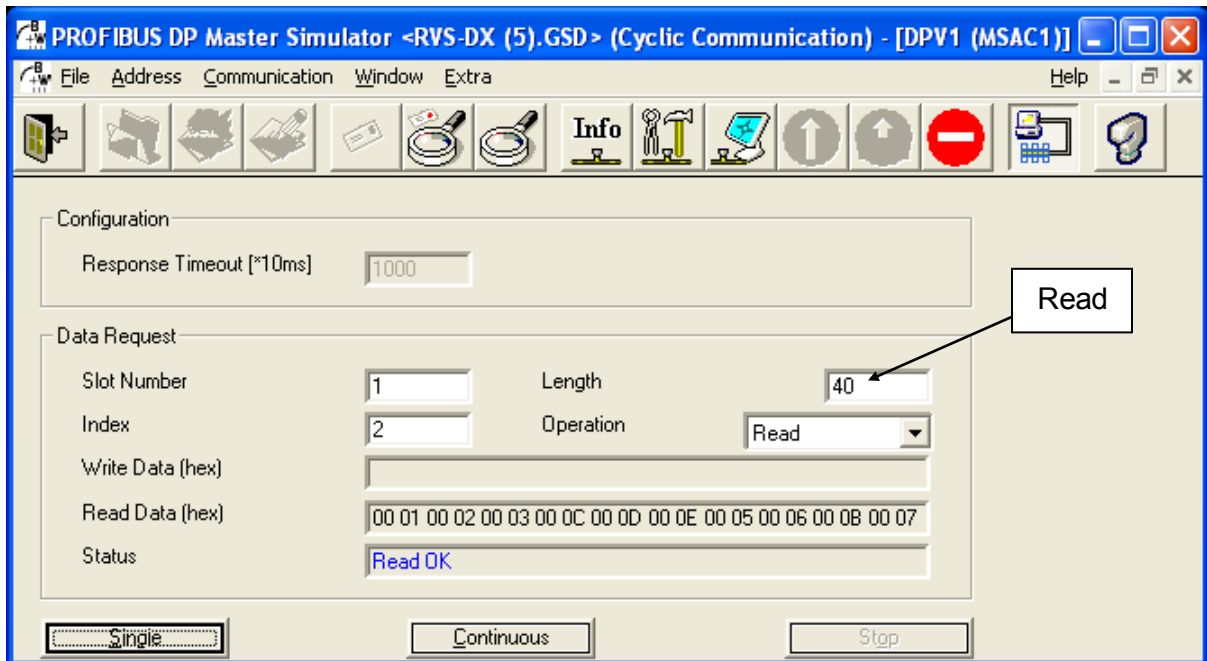 PROFIBUS DP Master Simulator <RVS-DX (5).GSD> (Cyclic Communication) - [DPV1 (MSAC1)]
File Address Communication Window Extra Help
Info
Configuration
Response Timeout [*10ms] 1000
Read
Data Request
Slot Number 1 Length 40
Index 2 Operation Read
Write Data (hex)
Read Data (hex) 00 01 00 02 00 03 00 0C 00 0D 00 0E 00 05 00 06 00 0B 00 07
Status Read OK
Single Continuous Stop